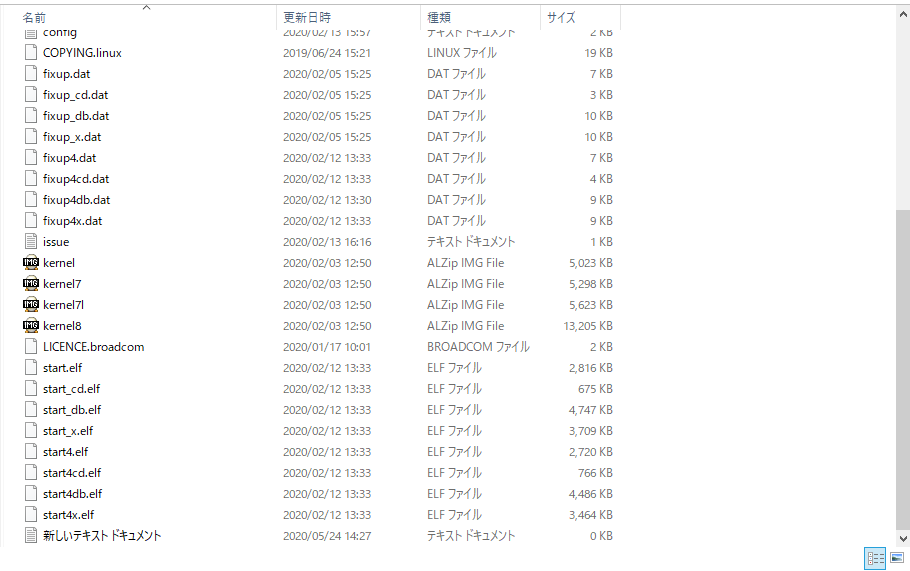 名前 更新日時 種類 サイズ
config 2020/02/13 15:57 テキスト ドキュメント 2 KB
COPYING.linux 2019/06/24 15:21 LINUX ファイル 19 KB
fixup.dat 2020/02/05 15:25 DAT ファイル 7 KB
fixup_cd.dat 2020/02/05 15:25 DAT ファイル 3 KB
fixup_db.dat 2020/02/05 15:25 DAT ファイル 10 KB
fixup_x.dat 2020/02/05 15:25 DAT ファイル 10 KB
fixup4.dat 2020/02/12 13:33 DAT ファイル 7 KB
fixup4cd.dat 2020/02/12 13:33 DAT ファイル 4 KB
fixup4db.dat 2020/02/12 13:30 DAT ファイル 9 KB
fixup4x.dat 2020/02/12 13:33 DAT ファイル 9 KB
issue 2020/02/13 16:16 テキスト ドキュメント 1 KB
IMG kernel 2020/02/03 12:50 ALZip IMG File 5,023 KB
IMG kernel7 2020/02/03 12:50 ALZip IMG File 5,298 KB
IMG kernel7l 2020/02/03 12:50 ALZip IMG File 5,623 KB
IMG kernel8 2020/02/03 12:50 ALZip IMG File 13,205 KB
LICENCE.broadcom 2020/01/17 10:01 BROADCOM ファイル 2 KB
start.elf 2020/02/12 13:33 ELF ファイル 2,816 KB
start_cd.elf 2020/02/12 13:33 ELF ファイル 675 KB
start_db.elf 2020/02/12 13:33 ELF ファイル 4,747 KB
start_x.elf 2020/02/12 13:33 ELF ファイル 3,709 KB
start4.elf 2020/02/12 13:33 ELF ファイル 2,720 KB
start4cd.elf 2020/02/12 13:33 ELF ファイル 766 KB
start4db.elf 2020/02/12 13:33 ELF ファイル 4,486 KB
start4x.elf 2020/02/12 13:33 ELF ファイル 3,464 KB
新しいテキスト ドキュメント 2020/05/24 14:27 テキスト ドキュメント 0 KB